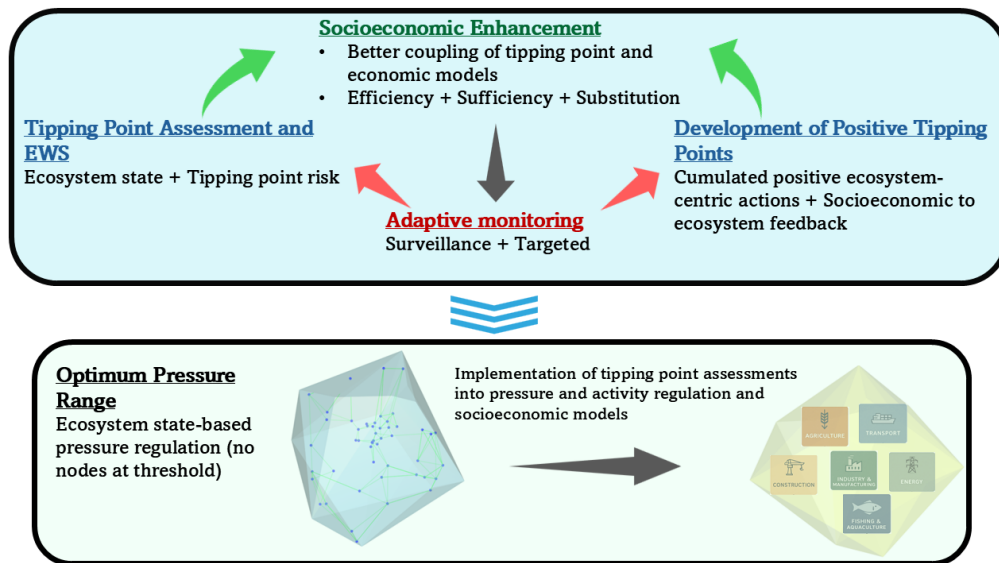 Socioeconomic Enhancement
• Better coupling of tipping point and
economic models
• Efficiency + Sufficiency + Substitution
Tipping Point Assessment and
EWS
Ecosystem state + Tipping point risk
Development of Positive Tipping
Points
Cumulated positive ecosystem-
centric actions + Socioeconomic to
ecosystem feedback
Adaptive monitoring
Surveillance + Targeted
Optimum Pressure
Range
Ecosystem state-based
pressure regulation (no
nodes at threshold)
Implementation of tipping point assessments
into pressure and activity regulation and
socioeconomic models
AGRICULTURE
TRANSPORT
CONSTRUCTION
INDUSTRY &
MANUFACTURING
ENERGY
FISHING &
AQUACULTURE